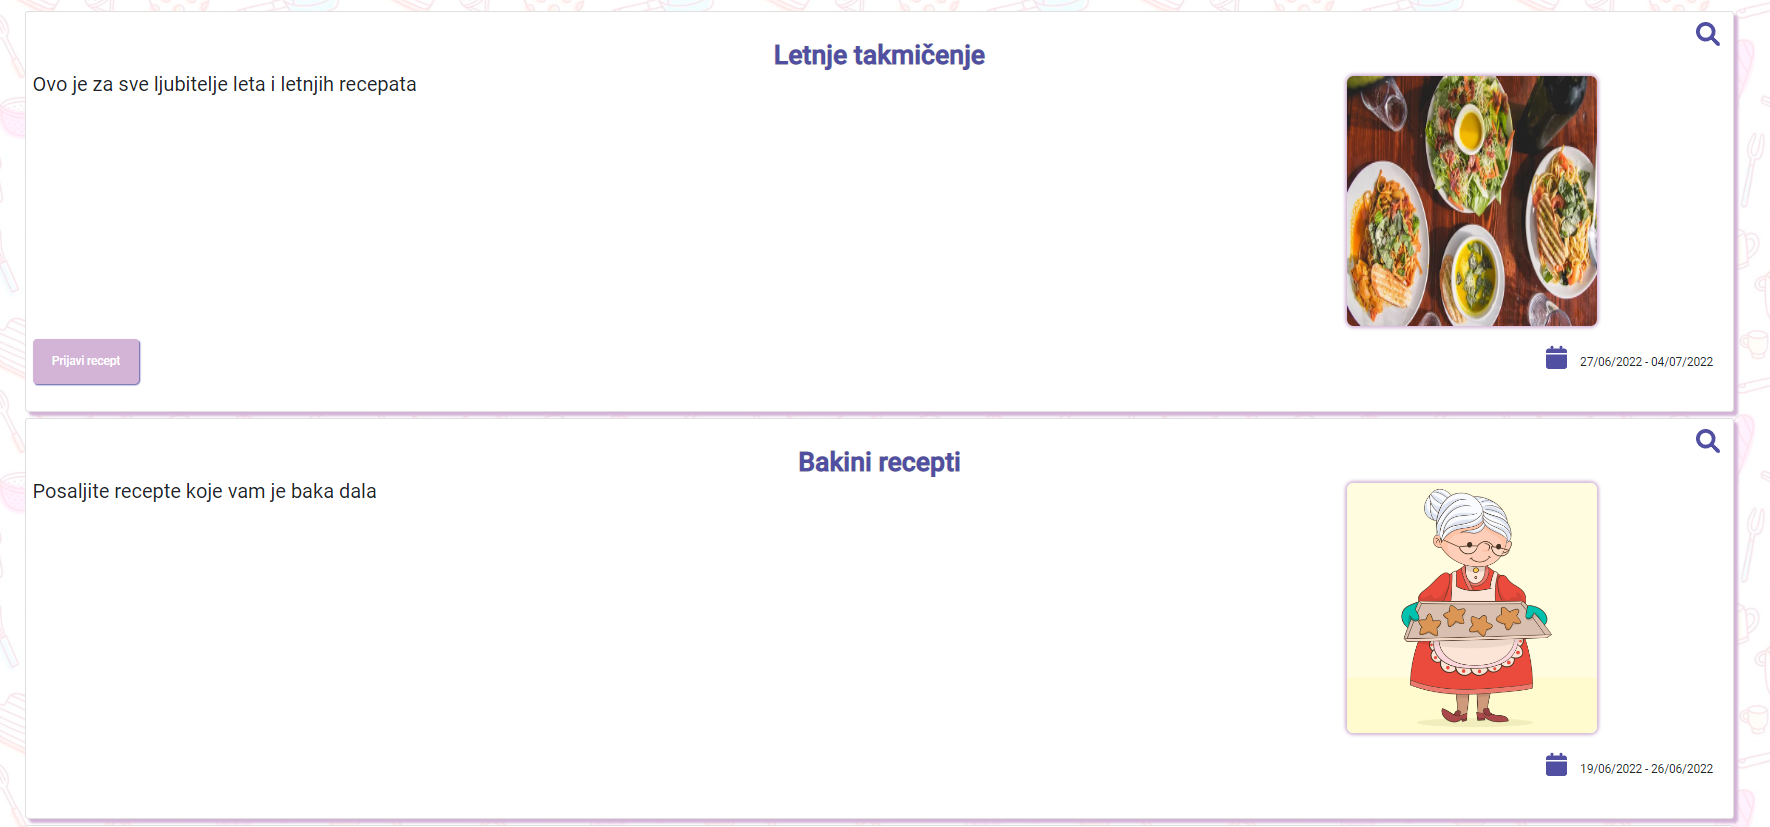 Letnje takmičenje
Ovo je za sve ljubitelje leta i letnjih recepata
Prijavi recept
27/06/2022 - 04/07/2022
Bakini recepti
Posaljite recepte koje vam je baka dala
19/06/2022 - 26/06/2022